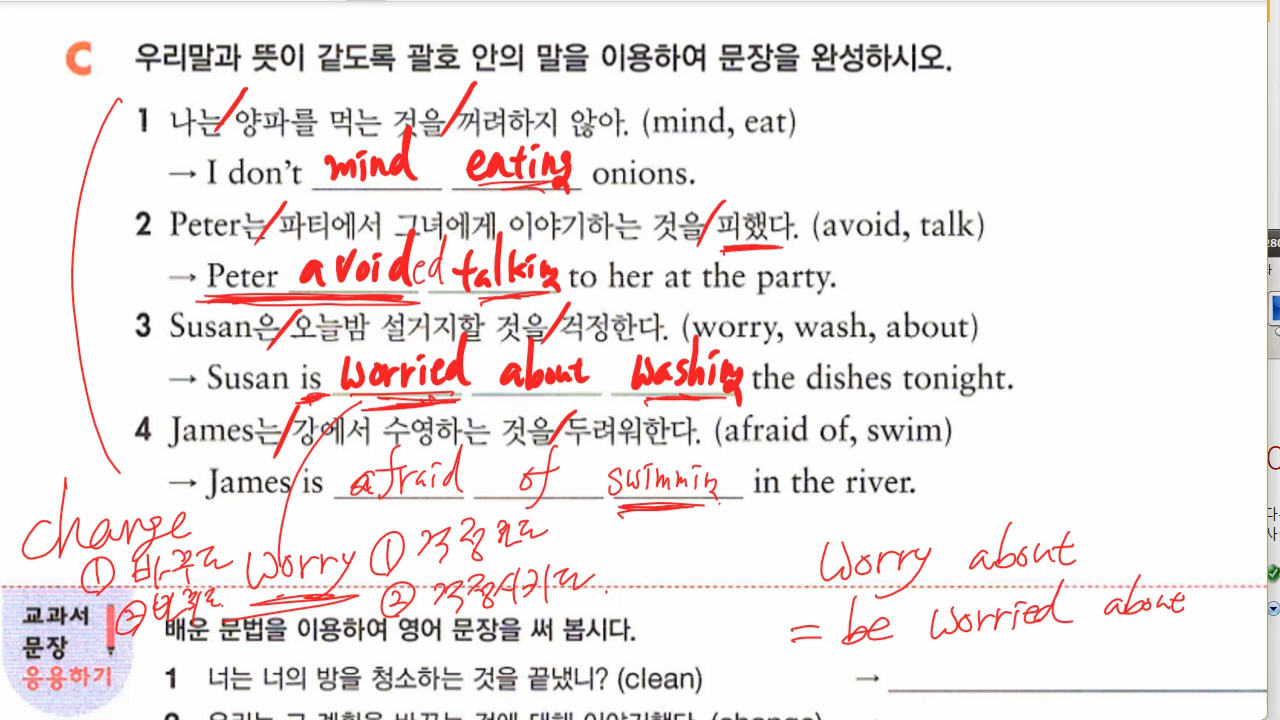 C 우리말과 뜻이 같도록 괄호 안의 말을 이용하여 문장을 완성하시오.
1 나는 양파를 먹는 것을 꺼려하지 않아. (mind, eat)
→ I don't mind eating onions.
2 Peter는 파티에서 그녀에게 이야기하는 것을 피했다. (avoid, talk)
→ Peter avoided talking to her at the party.
3 Susan은 오늘밤 설거지할 것을 걱정한다. (worry, wash, about)
→ Susan is worried about washing the dishes tonight.
4 James는 강에서 수영하는 것을 두려워한다. (afraid of, swim)
→ James is afraid of swimming in the river.
change
① 바꾸다
② 바뀌다
worry ① 걱정한다
② 걱정시키다.
worry about
= be worried about
교과서
문장
응용하기
배운 문법을 이용하여 영어 문장을 써 봅시다.
1 너는 너의 방을 청소하는 것을 끝냈니? (clean) →